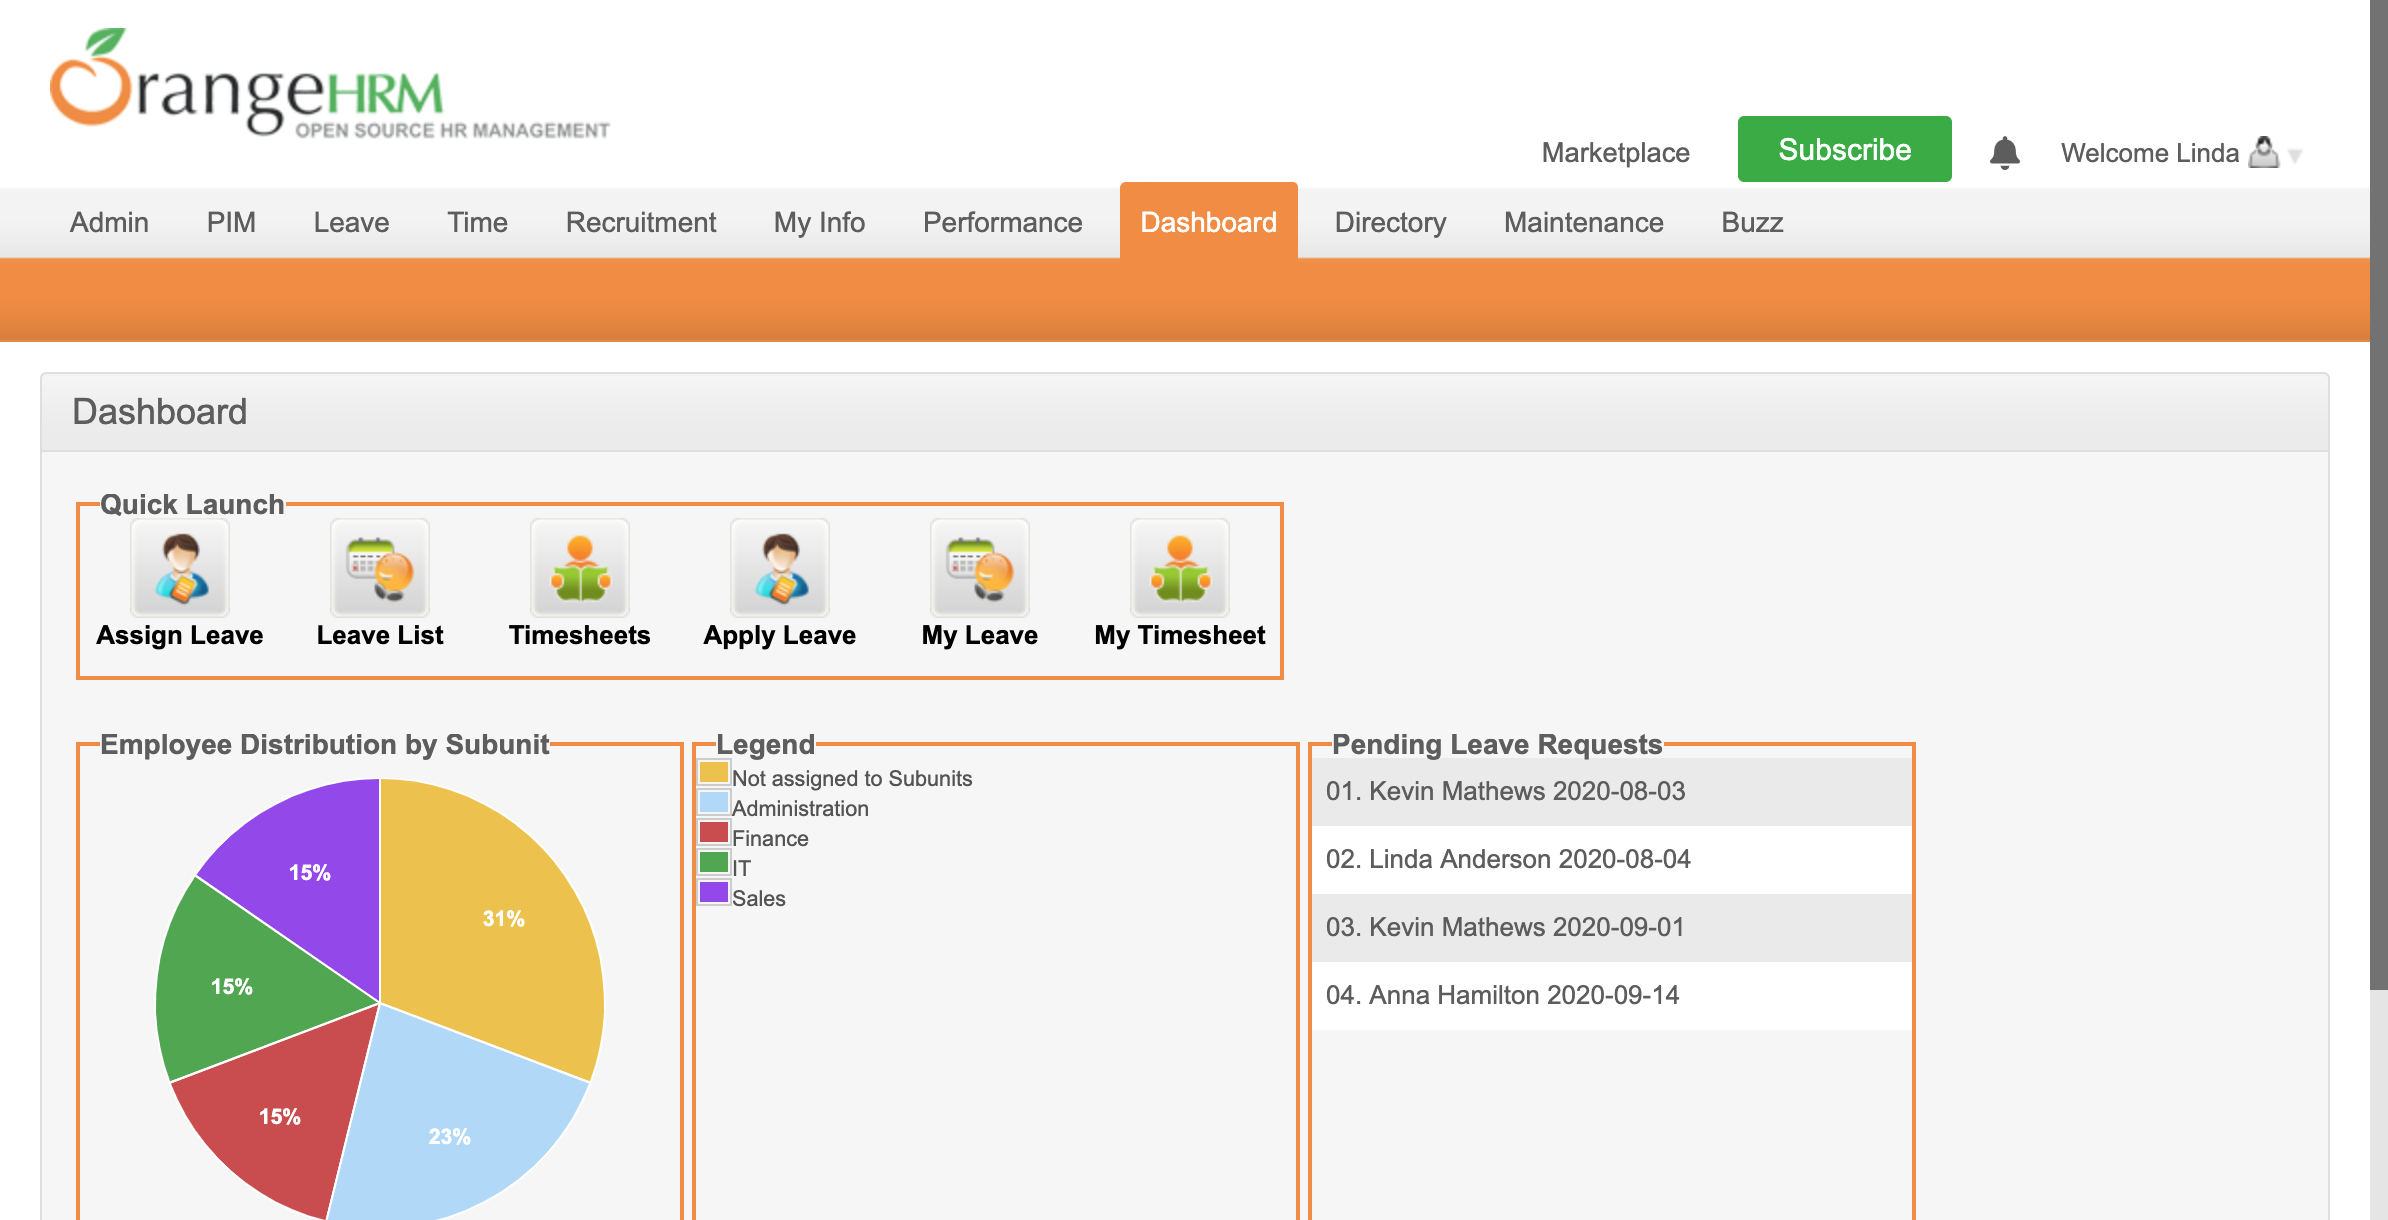 OrangeHRM
OPEN SOURCE HR MANAGEMENT
Marketplace
Subscribe
Welcome Linda
Admin PIM Leave Time Recruitment My Info Performance Dashboard Directory Maintenance Buzz
Dashboard
Quick Launch
Assign Leave Leave List Timesheets Apply Leave My Leave My Timesheet
Employee Distribution by Subunit
15%
31%
15%
15%
23%
Legend
Not assigned to Subunits
Administration
Finance
IT
Sales
Pending Leave Requests
01. Kevin Mathews 2020-08-03
02. Linda Anderson 2020-08-04
03. Kevin Mathews 2020-09-01
04. Anna Hamilton 2020-09-14